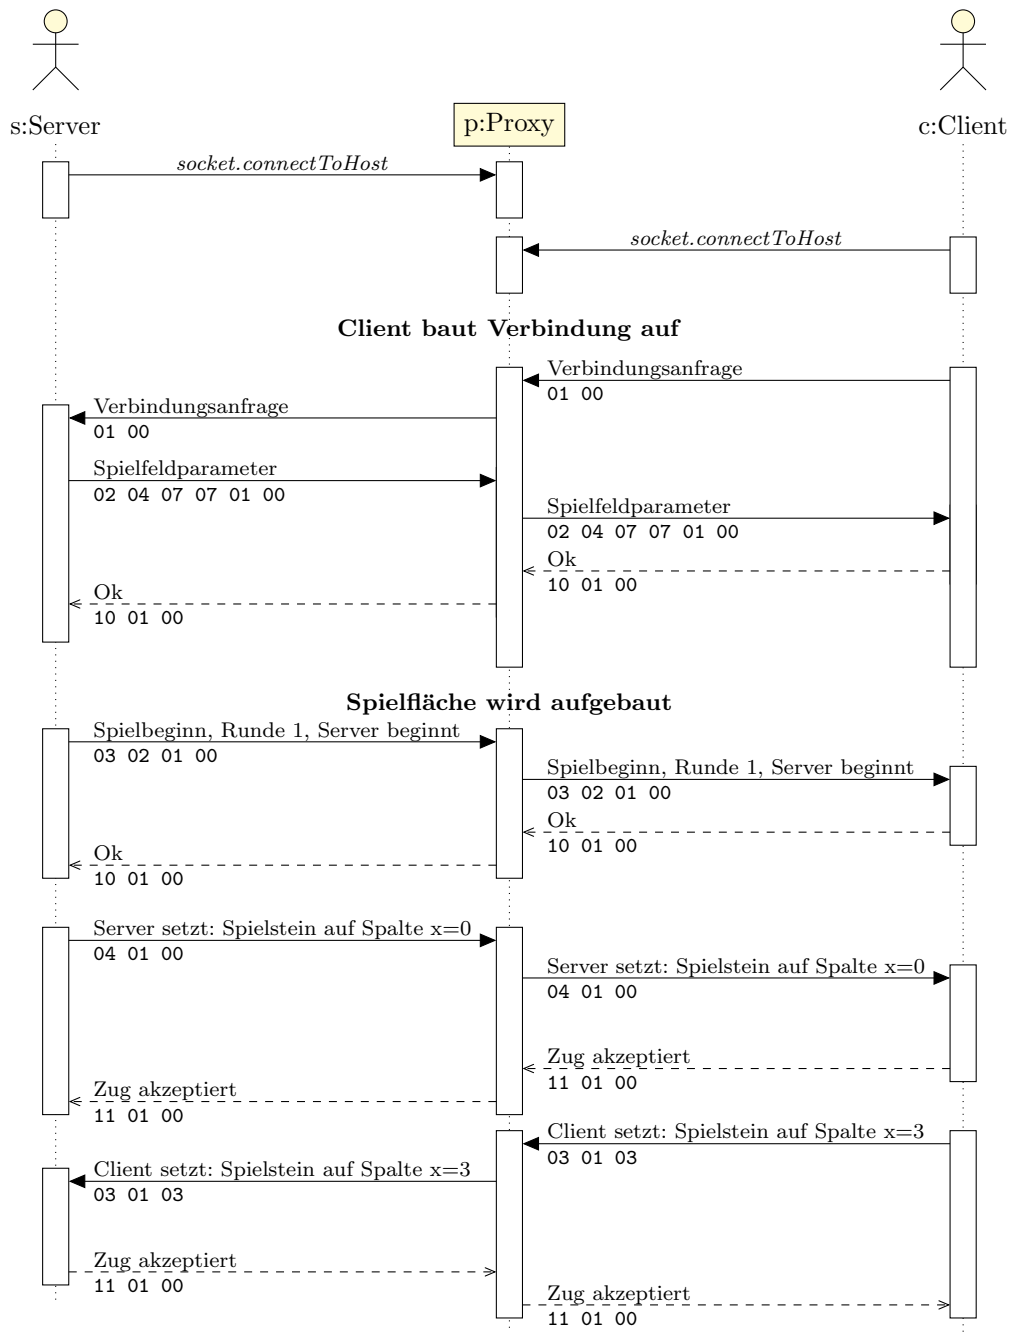 s:Server
p:Proxy
c:Client
socket.connectToHost
socket.connectToHost
Client baut Verbindung auf
Verbindungsanfrage
01 00
Verbindungsanfrage
01 00
Spielfeldparameter
02 04 07 07 01 00
Spielfeldparameter
02 04 07 07 01 00
Ok
10 01 00
Ok
10 01 00
Spielfläche wird aufgebaut
Spielbeginn, Runde 1, Server beginnt
03 02 01 00
Spielbeginn, Runde 1, Server beginnt
03 02 01 00
Ok
10 01 00
Ok
10 01 00
Server setzt: Spielstein auf Spalte x=0
04 01 00
Server setzt: Spielstein auf Spalte x=0
04 01 00
Zug akzeptiert
11 01 00
Zug akzeptiert
11 01 00
Client setzt: Spielstein auf Spalte x=3
03 01 03
Client setzt: Spielstein auf Spalte x=3
03 01 03
Zug akzeptiert
11 01 00
Zug akzeptiert
11 01 00